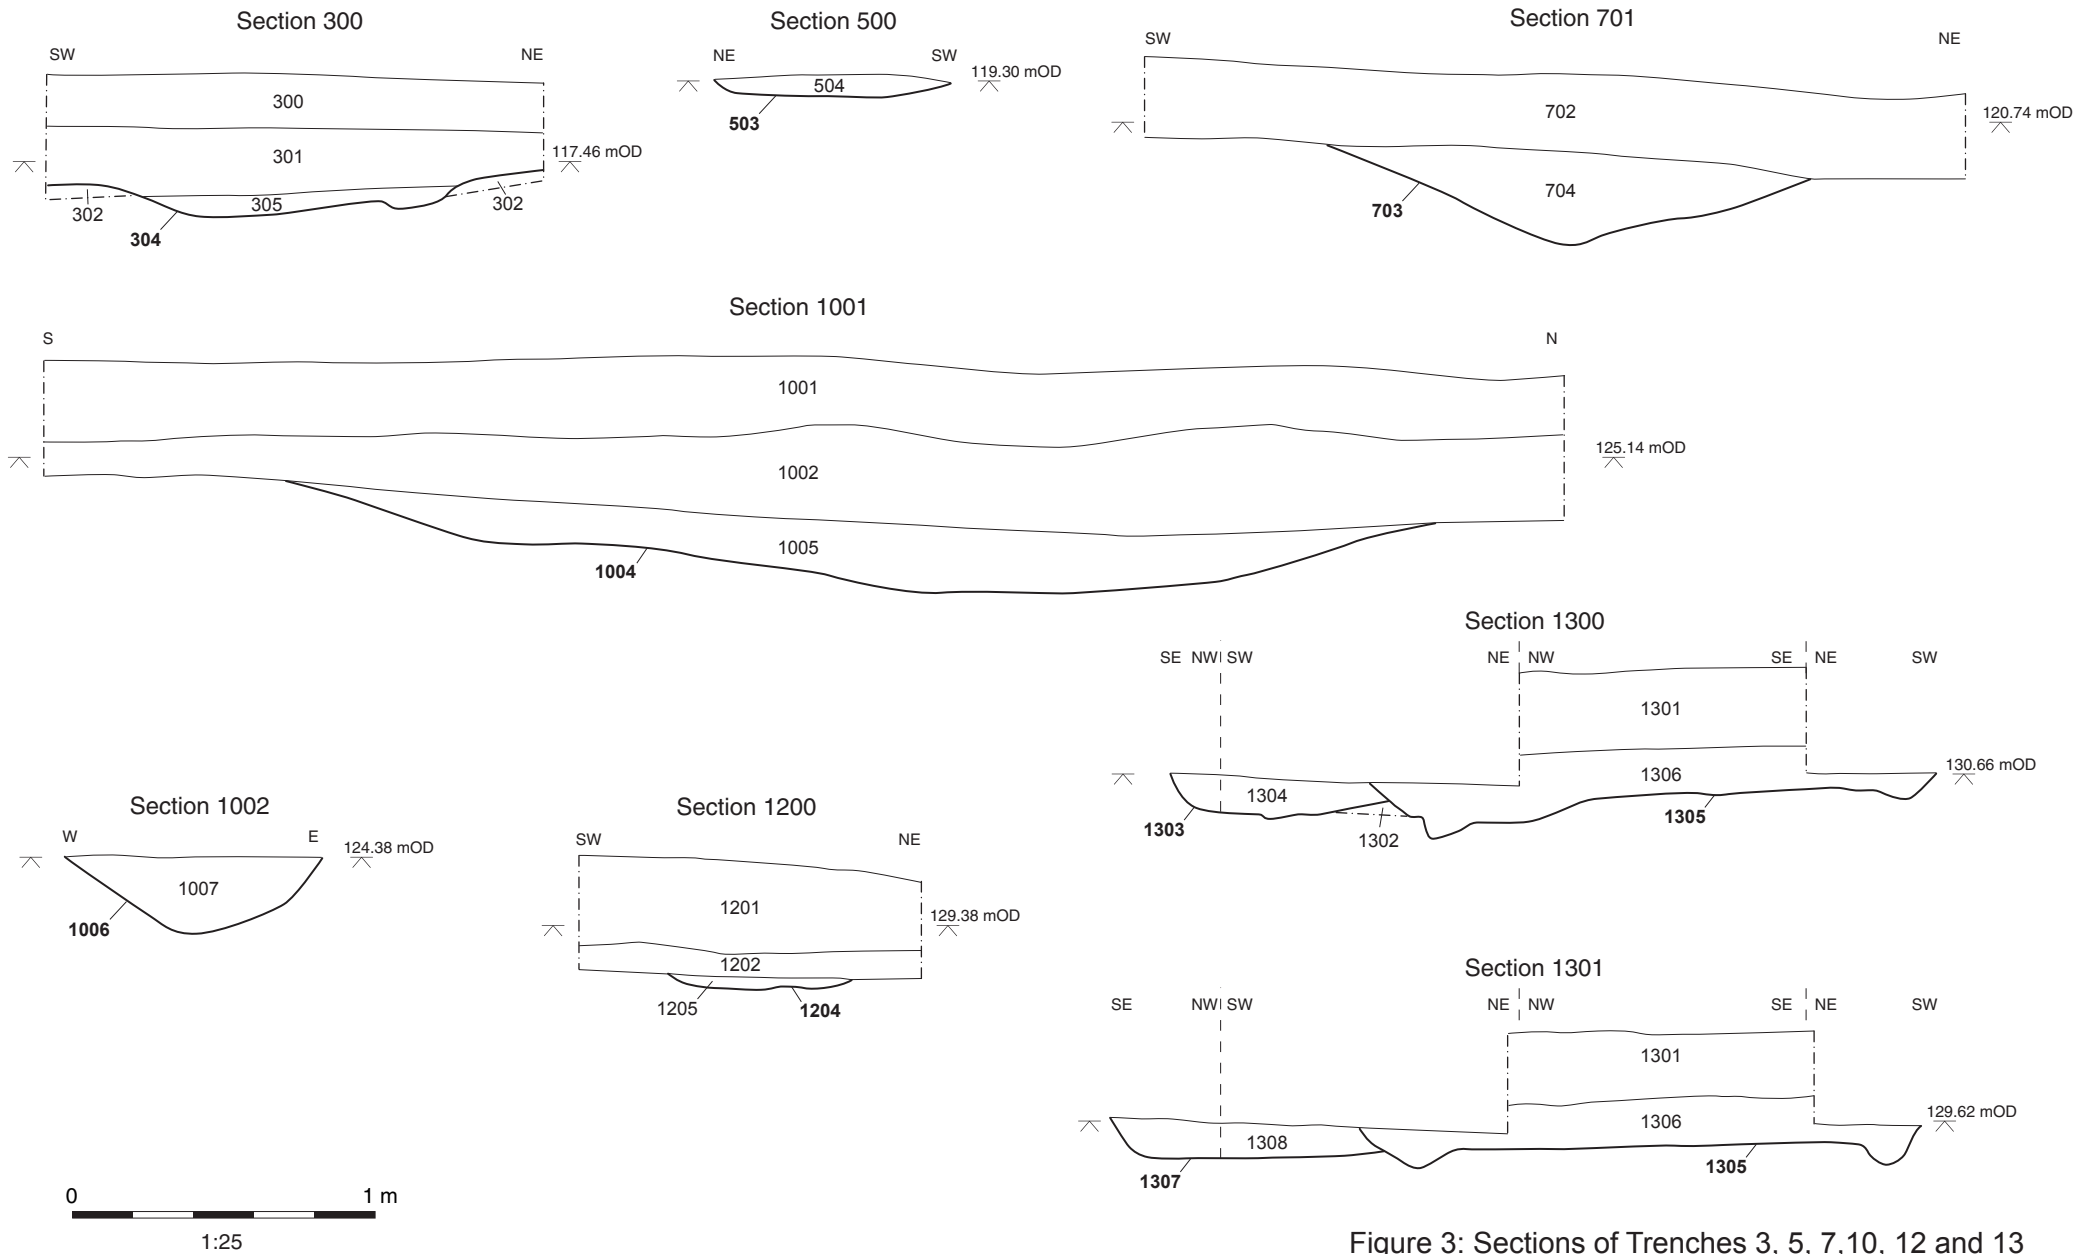 Section 300
SW NE
300
301
117.46 mOD
302 305 302
304
Section 500
NE SW
119.30 mOD
504
503
Section 701
SW NE
702
120.74 mOD
704
703
Section 1001
S N
1001
125.14 mOD
1002
1005
1004
Section 1002
W E
124.38 mOD
1007
1006
Section 1200
SW NE
1201
129.38 mOD
1202
1205 1204
Section 1300
SE NW SW NE NW SE NE SW
1301
130.66 mOD
1306
1304
1303 1302 1305
Section 1301
SE NW SW NE NW SE NE SW
1301
129.62 mOD
1306
1308
1307 1305
0 1 m
1:25
Figure 3: Sections of Trenches 3, 5, 7,10, 12 and 13